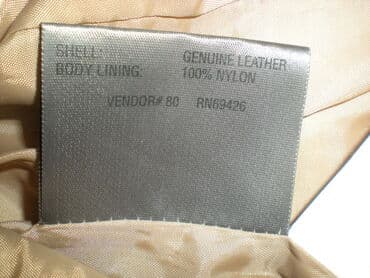 SHELL: GENUINE LEATHER
BODY LINING: 100% NYLON
VENDOR# 80 RN69426